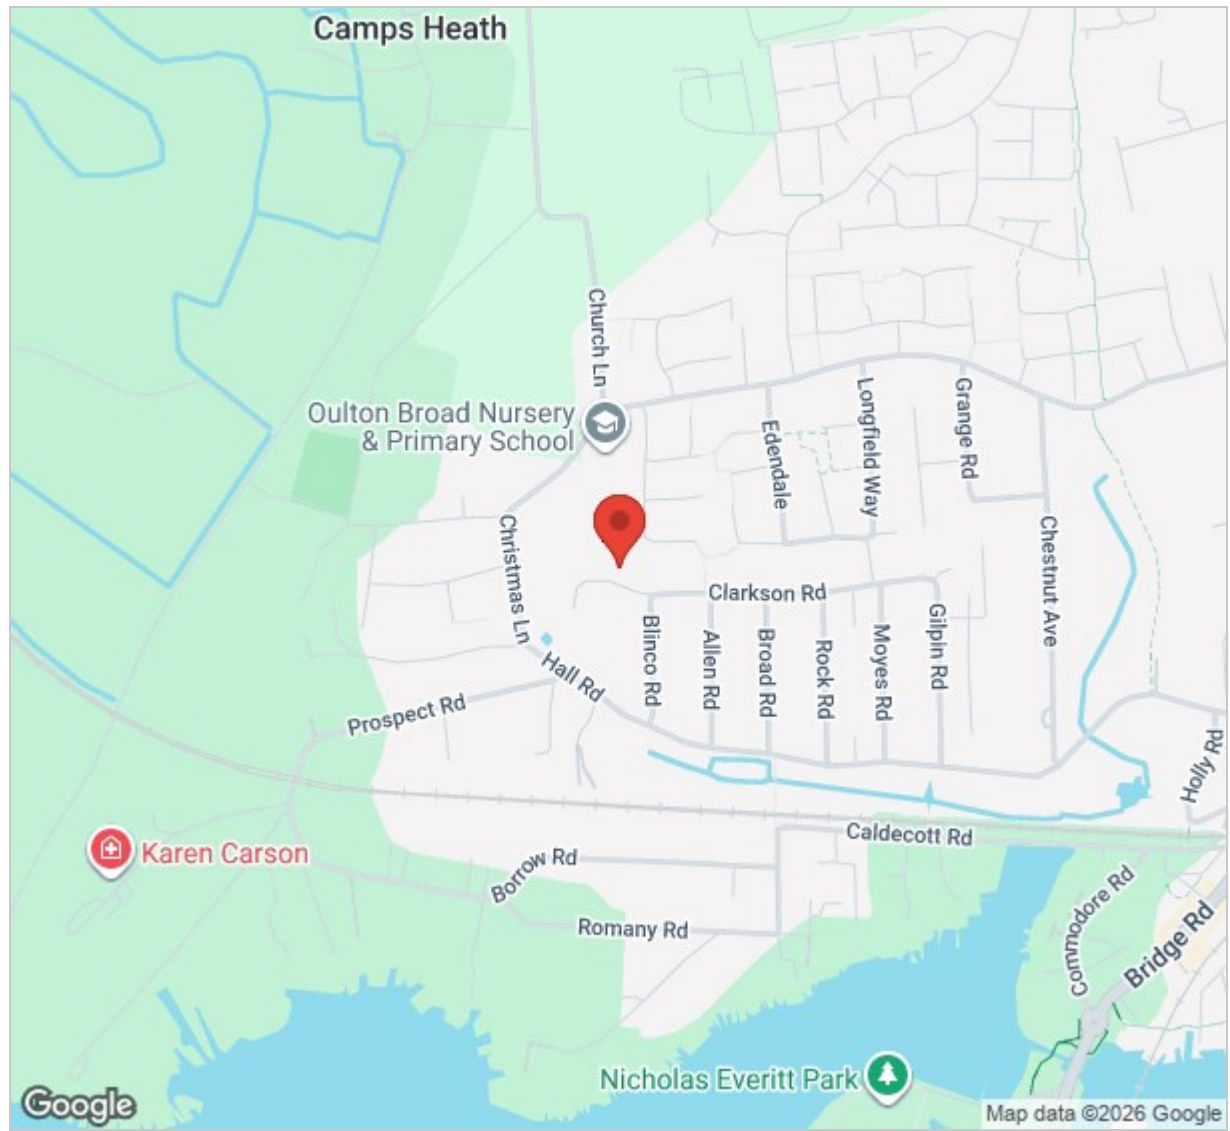 Camps Heath
Church Ln
Oulton Broad Nursery
& Primary School
Edendale
Longfield Way
Grange Rd
Christmas Ln
Chestnut Ave
Clarkson Rd
Blinco Rd
Allen Rd
Broad Rd
Rock Rd
Moyes Rd
Gilpin Rd
Hall Rd
Prospect Rd
Holly Rd
Karen Carson
Caldecott Rd
Borrow Rd
Romany Rd
Commodore Rd
Bridge Rd
Nicholas Everitt Park
Google
Map data ©2026 Google